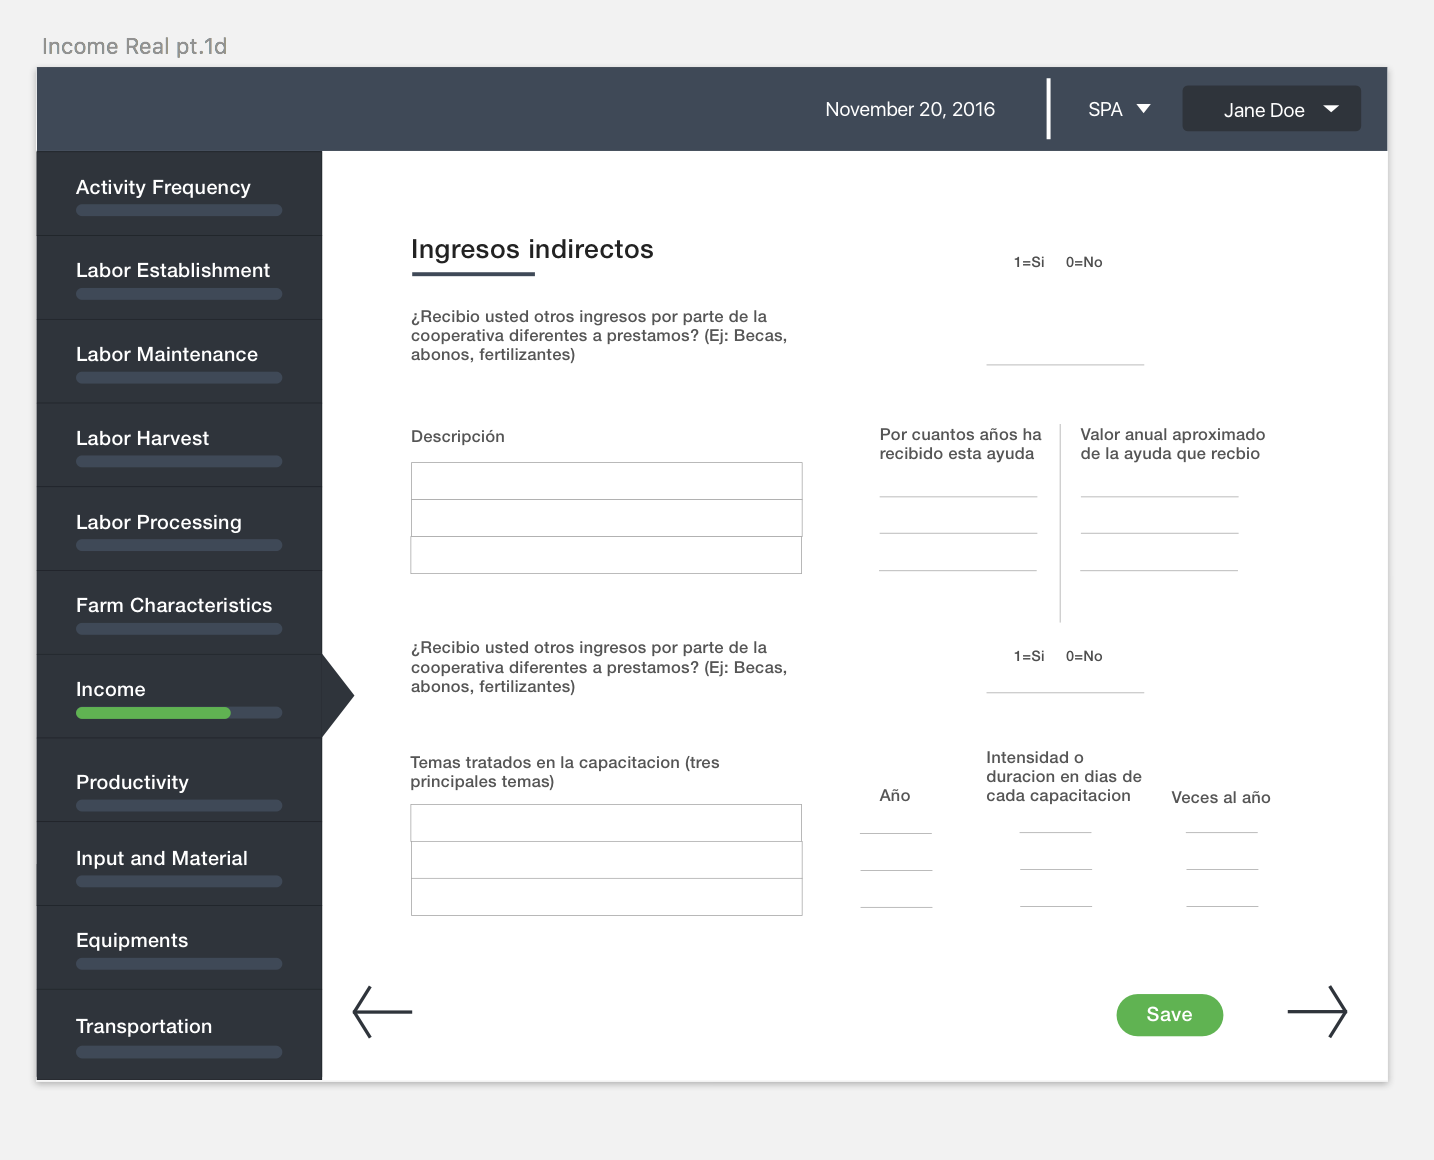 Income Real pt.1d
November 20, 2016
SPA
Jane Doe
Activity Frequency
Labor Establishment
Labor Maintenance
Labor Harvest
Labor Processing
Farm Characteristics
Income
Productivity
Input and Material
Equipments
Transportation
Ingresos indirectos
1=Si 0=No
¿Recibio usted otros ingresos por parte de la
cooperativa diferentes a prestamos? (Ej: Becas,
abonos, fertilizantes)
Descripción
Por cuantos años ha
recibido esta ayuda
Valor anual aproximado
de la ayuda que recbio
¿Recibio usted otros ingresos por parte de la
cooperativa diferentes a prestamos? (Ej: Becas,
abonos, fertilizantes)
1=Si 0=No
Temas tratados en la capacitacion (tres
principales temas)
Año
Intensidad o
duracion en dias de
cada capacitacion
Veces al año
Save